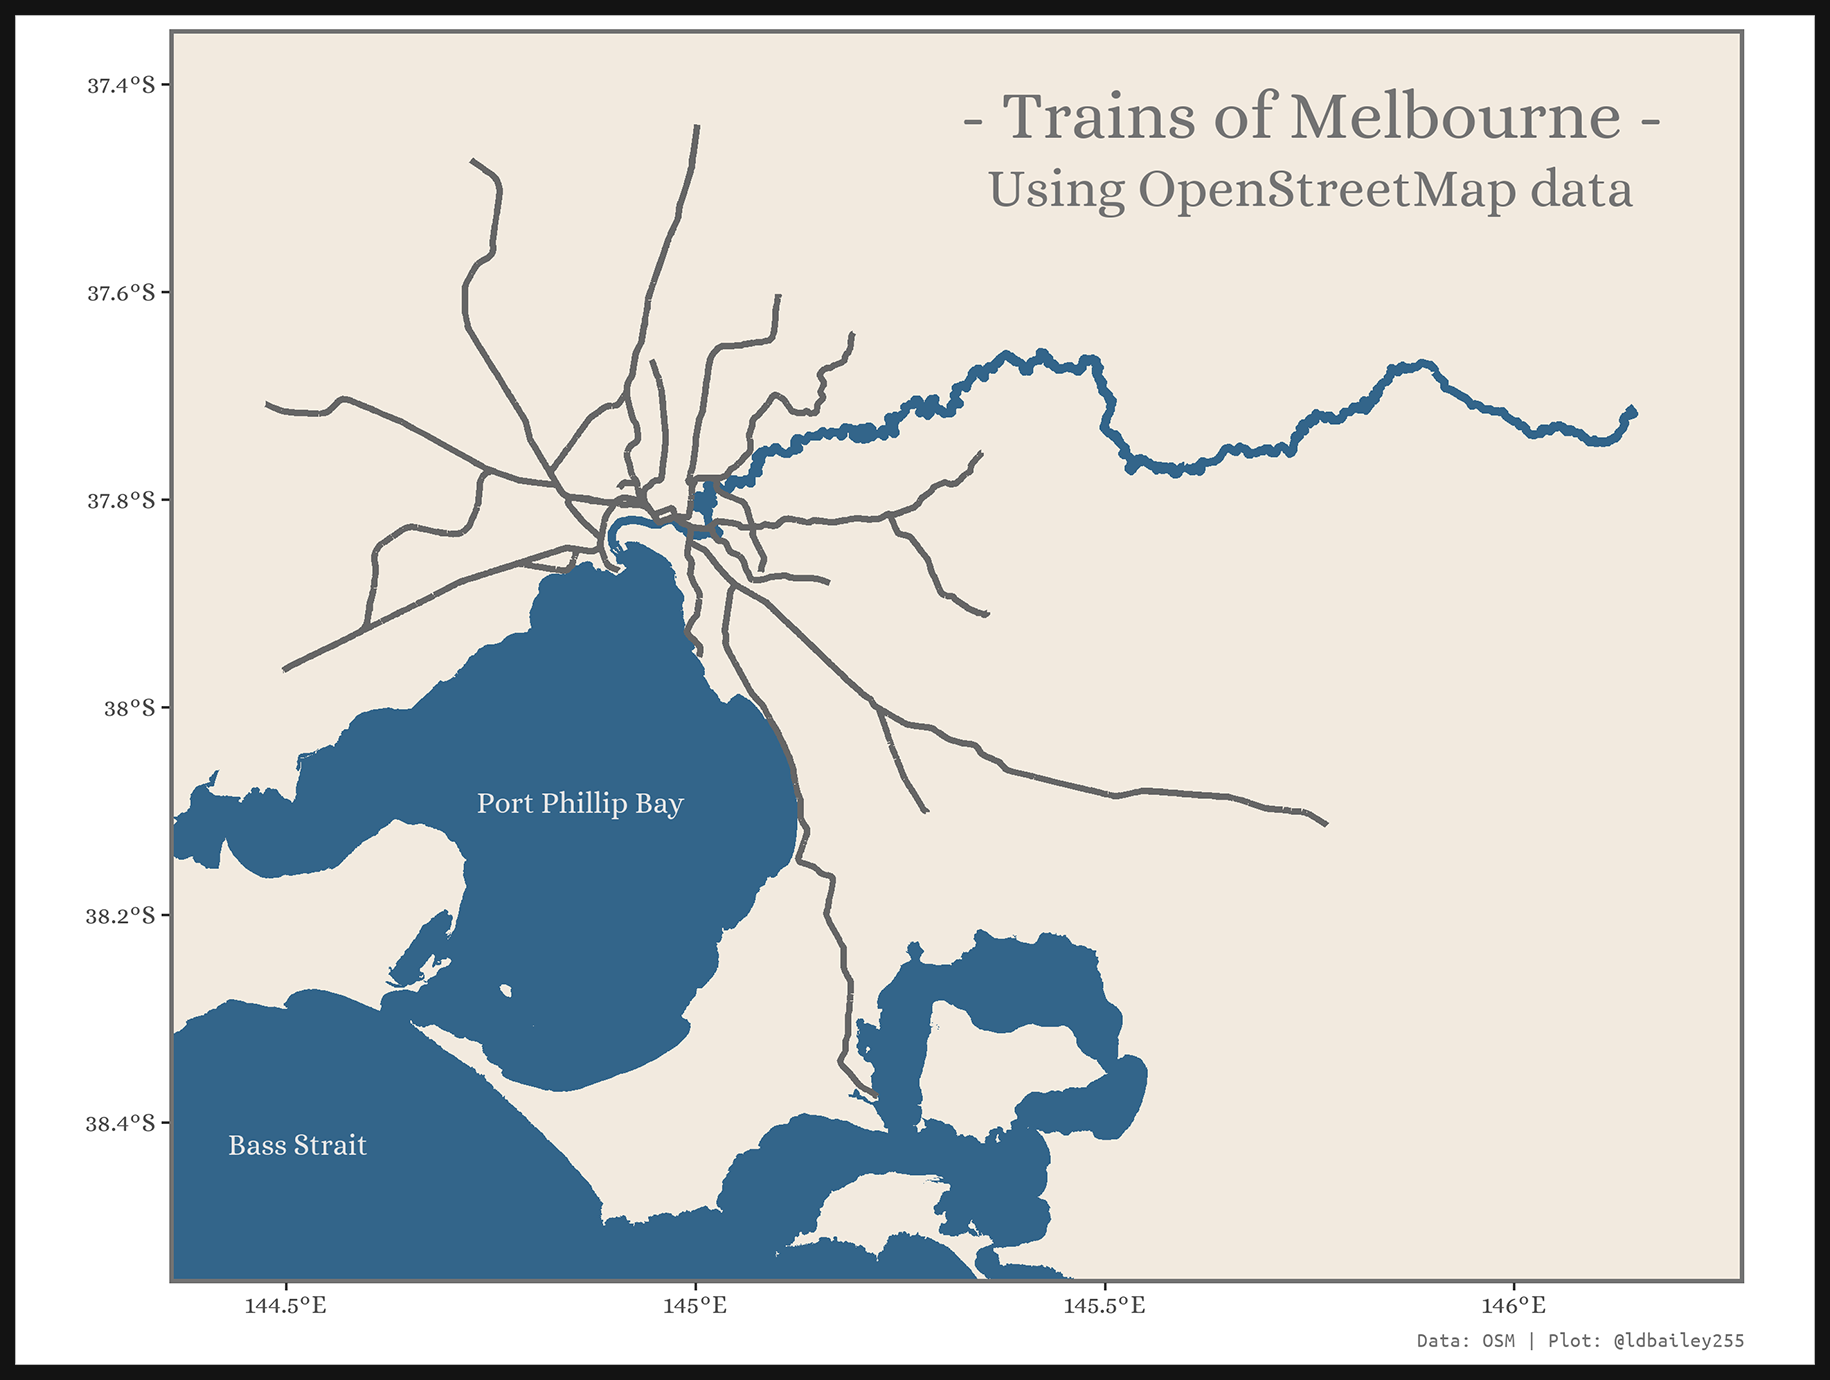 - Trains of Melbourne -
Using OpenStreetMap data
37.4°S
37.6°S
37.8°S
38°S
38.2°S
38.4°S
Port Phillip Bay
Bass Strait
144.5°E
145°E
145.5°E
146°E
Data: OSM | Plot: @ldbailey255